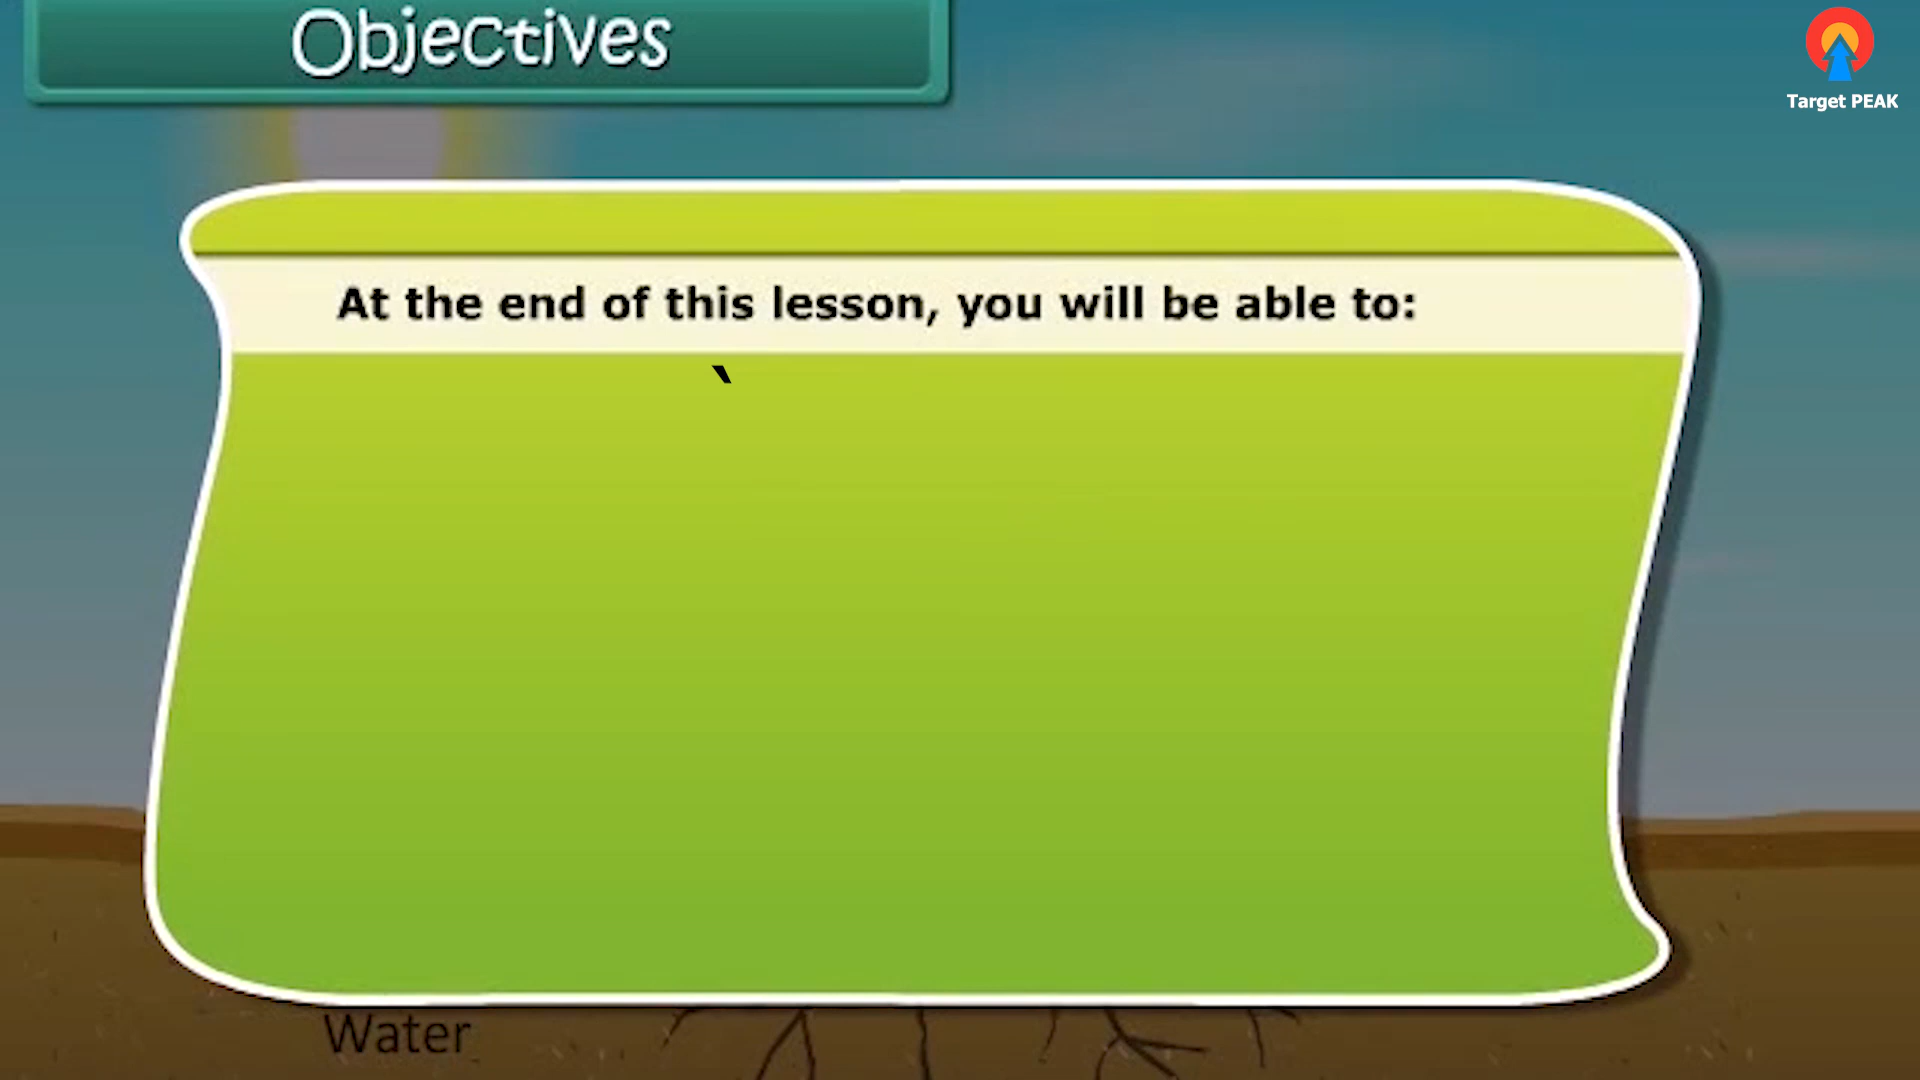 Objectives
Target PEAK
At the end of this lesson, you will be able to:
`
Water